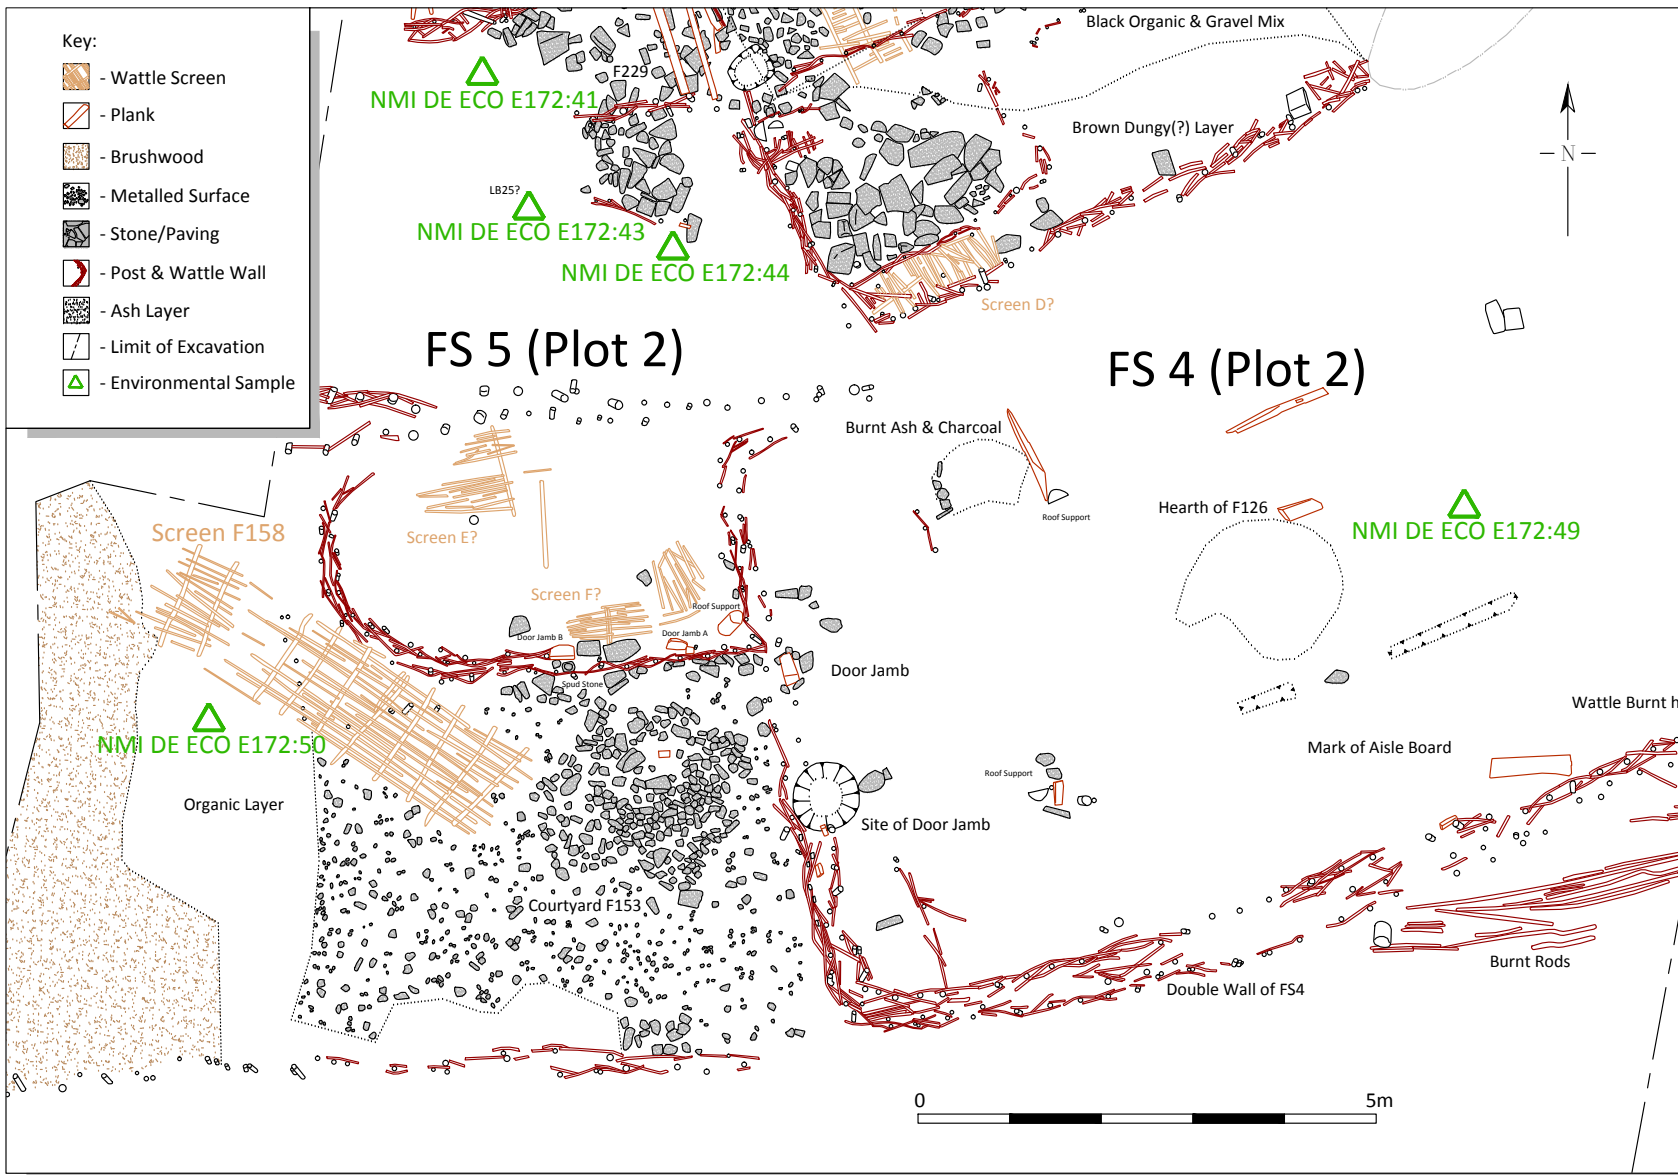 Key:
- Wattle Screen
- Plank
- Brushwood
- Metalled Surface
- Stone/Paving
- Post & Wattle Wall
- Ash Layer
- Limit of Excavation
- Environmental Sample
Black Organic & Gravel Mix
F229
NMI DE ECO E172:41
Brown Dungy(?) Layer
N
LB25?
NMI DE ECO E172:43
NMI DE ECO E172:44
Screen D?
FS 5 (Plot 2)
FS 4 (Plot 2)
Burnt Ash & Charcoal
Roof Support
Hearth of F126
NMI DE ECO E172:49
Screen F158
Screen E?
Screen F?
Roof Support
Door Jamb B
Door Jamb A
Door Jamb
Spud Stone
Wattle Burnt h
NMI DE ECO E172:50
Mark of Aisle Board
Roof Support
Organic Layer
Site of Door Jamb
Courtyard F153
Burnt Rods
Double Wall of FS4
0
5m